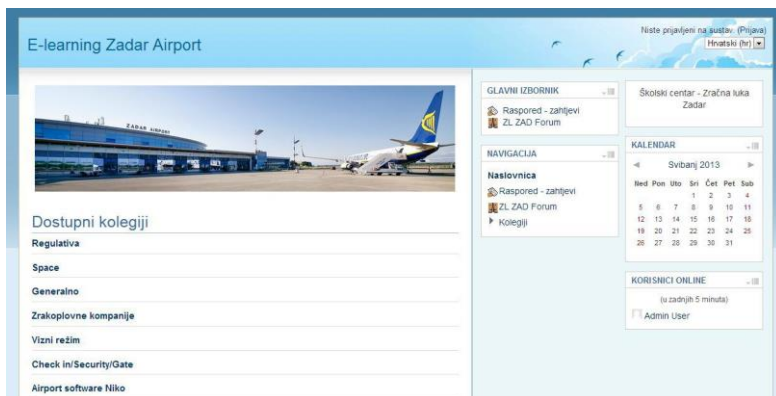 Niste prijavljeni na sustav. (Prijava)
Hrvatski (hr)
E-learning Zadar Airport
ZADAR AIRPORT
Dostupni kolegiji
Regulativa
Space
Generalno
Zrakoplovne kompanije
Vizni režim
Check in/Security/Gate
Airport software Niko
GLAVNI IZBORNIK
Raspored - zahtjevi
ZL ZAD Forum
NAVIGACIJA
Naslovnica
Raspored - zahtjevi
ZL ZAD Forum
Kolegiji
Školski centar - Zračna luka
Zadar
KALENDAR
Svibanj 2013
Ned Pon Uto Sri Čet Pet Sub
1 2 3 4
5 6 7 8 9 10 11
12 13 14 15 16 17 18
19 20 21 22 23 24 25
26 27 28 29 30 31
KORISNICI ONLINE
(u zadnjih 5 minuta)
Admin User